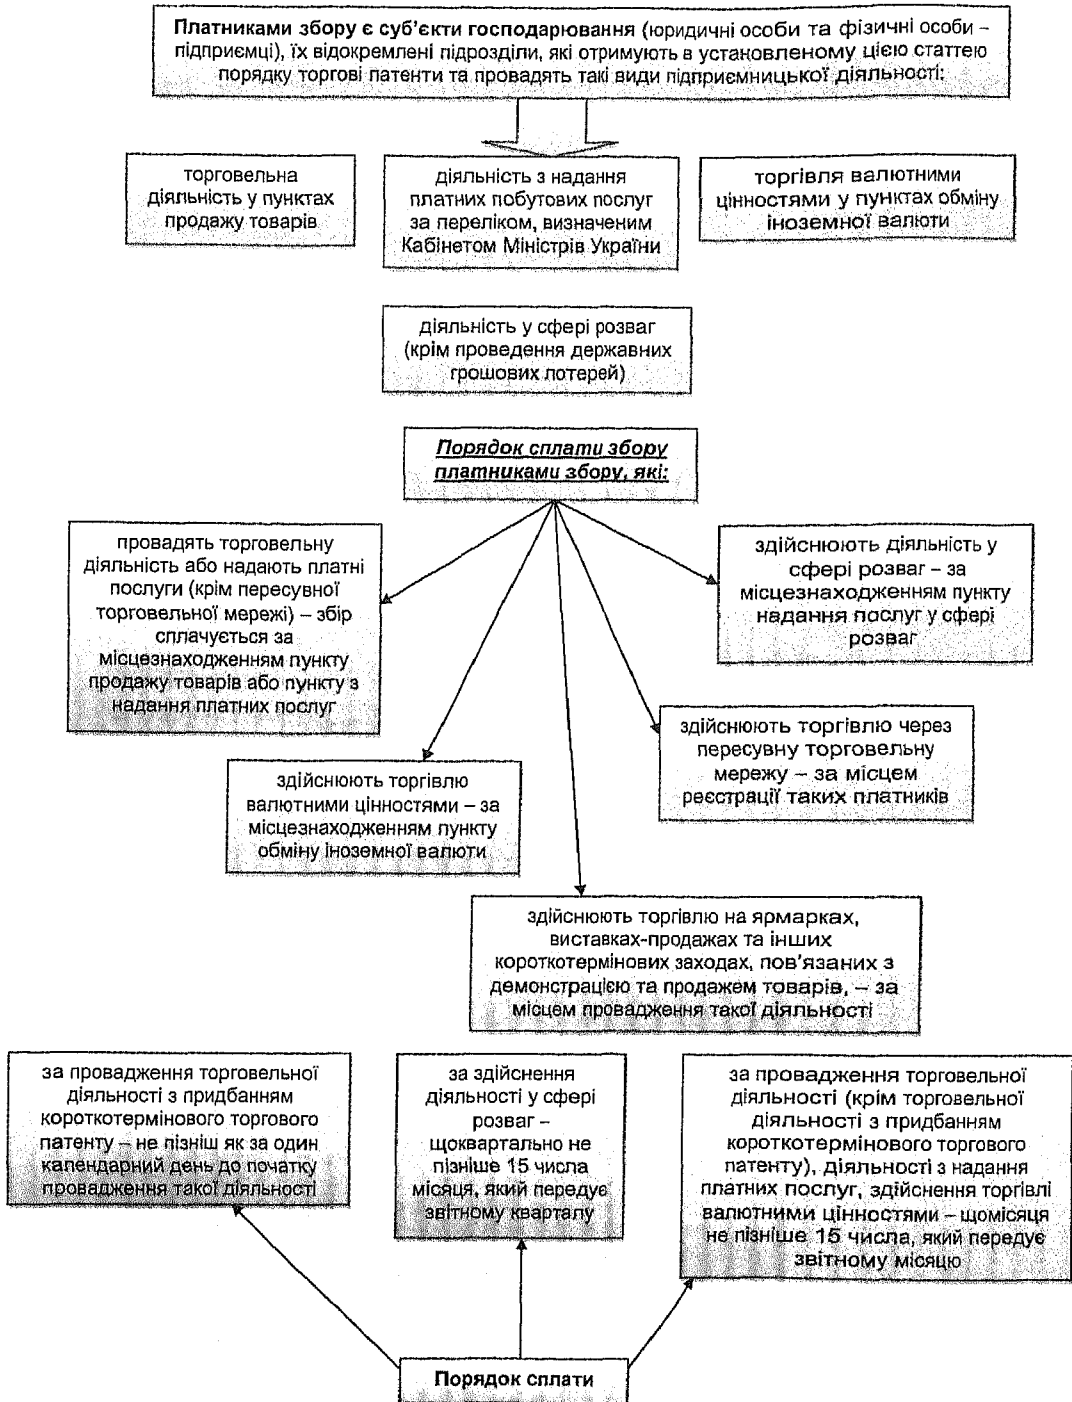 Платниками збору є суб'єкти господарювання (юридичні особи та фізичні особи –
підприємці), їх відокремлені підрозділи, які отримують в установленому цією статтею
порядку торгові патенти та провадять такі види підприємницької діяльності:
торговельна
діяльність у пунктах
продажу товарів
діяльність з надання
платних побутових послуг
за переліком, визначеним
Кабінетом Міністрів України
торгівля валютними
цінностями у пунктах обміну
іноземної валюти
діяльність у сфері розваг
(крім проведення державних
грошових лотерей)
Порядок сплати збору
платниками збору, які:
провадять торговельну
діяльність або надають платні
послуги (крім пересувної
торговельної мережі) – збір
сплачується за
місцезнаходженням пункту
продажу товарів або пункту з
надання платних послуг
здійснюють діяльність у
сфері розваг – за
місцезнаходженням пункту
надання послуг у сфері
розваг
здійснюють торгівлю через
пересувну торговельну
мережу – за місцем
реєстрації таких платників
здійснюють торгівлю
валютними цінностями – за
місцезнаходженням пункту
обміну іноземної валюти
здійснюють торгівлю на ярмарках,
виставках-продажах та інших
короткотермінових заходах, пов'язаних з
демонстрацією та продажем товарів, – за
місцем провадження такої діяльності
за провадження торговельної
діяльності з придбанням
короткотермінового торгового
патенту – не пізніш як за один
календарний день до початку
провадження такої діяльності
за здійснення
діяльності у сфері
розваг –
щоквартально не
пізніше 15 числа
місяця, який передує
звітному кварталу
за провадження торговельної
діяльності (крім торговельної
діяльності з придбанням
короткотермінового торгового
патенту), діяльності з надання
платних послуг, здійснення торгівлі
валютними цінностями – щомісяця
не пізніше 15 числа, який передує
звітному місяцю
Порядок сплати